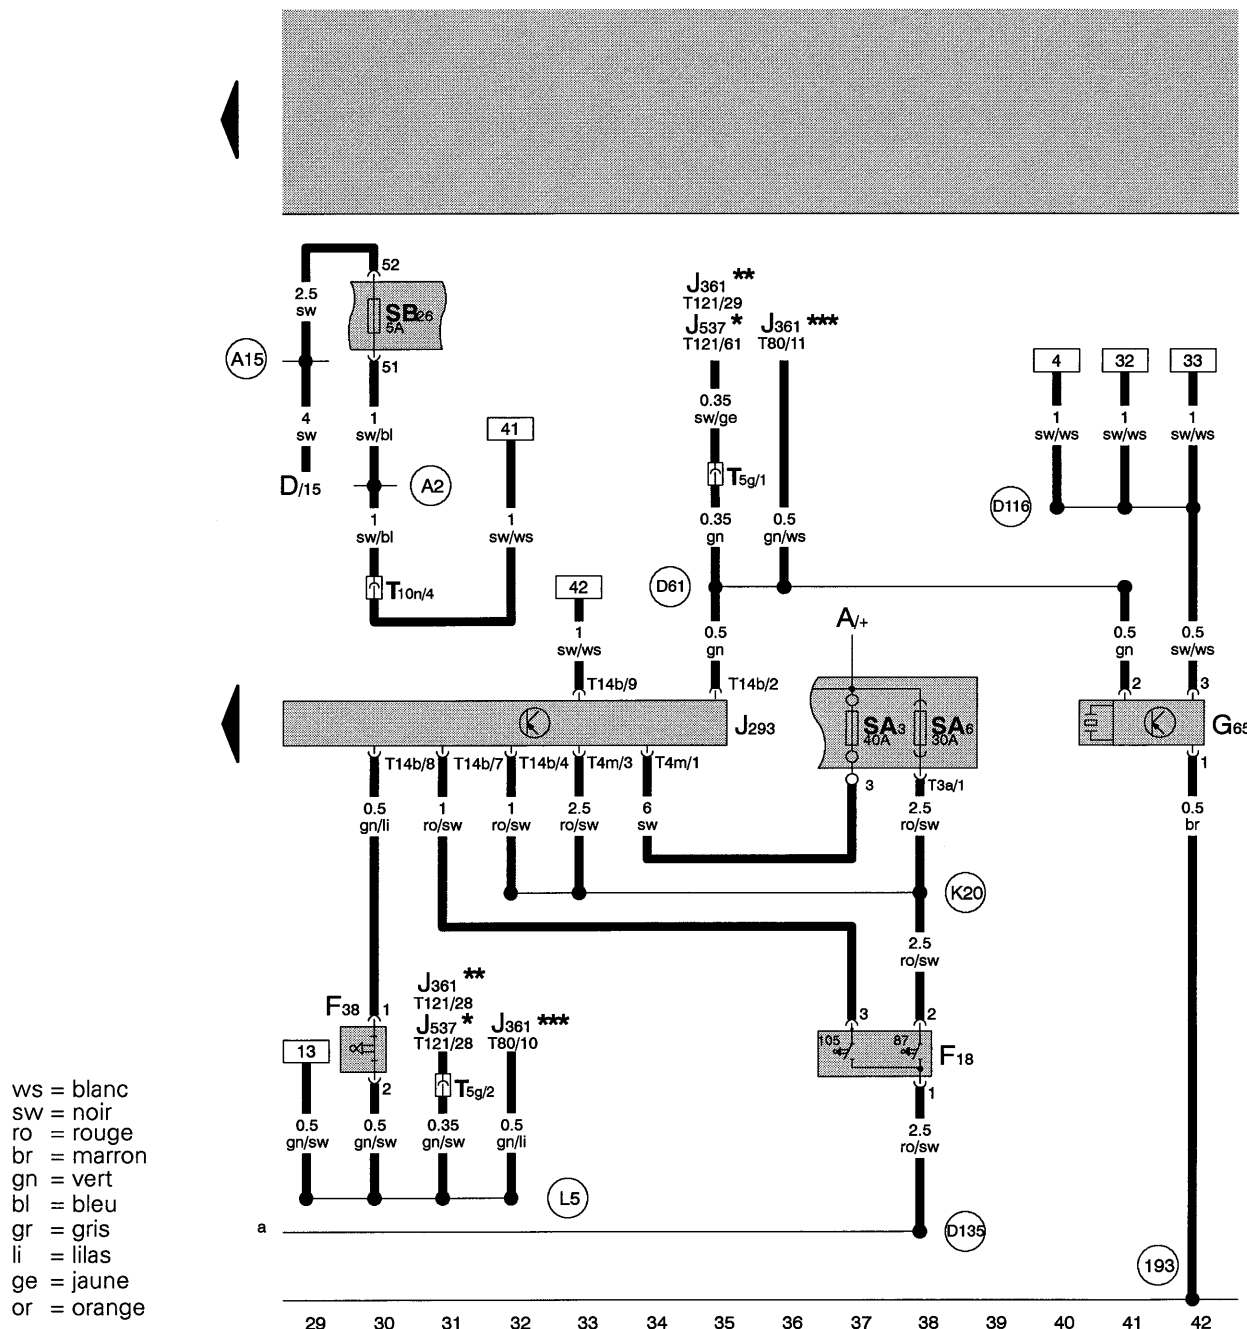 52
2.5
sw
SB26
5A
J361 **
T121/29
J537 *
T121/61
J361 ***
T80/11
A15
51
4
32
33
4
sw
1
sw/bl
41
0.35
sw/ge
1
sw/ws
1
sw/ws
1
sw/ws
D/15
A2
T5g/1
D116
1
sw/bl
1
sw/ws
0.35
gn
0.5
gn/ws
T10n/4
42
D61
A/+
1
sw/ws
0.5
gn
0.5
gn
0.5
sw/ws
T14b/9
T14b/2
2
3
J293
SA3
40A
SA6
30A
G65
T14b/8
T14b/7
T14b/4
T4m/3
T4m/1
3
T3a/1
1
0.5
gn/li
1
ro/sw
1
ro/sw
2.5
ro/sw
6
sw
2.5
ro/sw
0.5
br
K20
2.5
ro/sw
J361 **
T121/28
F38
1
J537 *
T121/28
J361 ***
T80/10
3
2
13
105
87
F18
2
T5g/2
1
ws = blanc
sw = noir
ro = rouge
br = marron
gn = vert
bl = bleu
gr = gris
li = lilas
ge = jaune
or = orange
0.5
gn/sw
0.5
gn/sw
0.35
gn/sw
0.5
gn/li
2.5
ro/sw
L5
a
D135
193
29 30 31 32 33 34 35 36 37 38 39 40 41 42